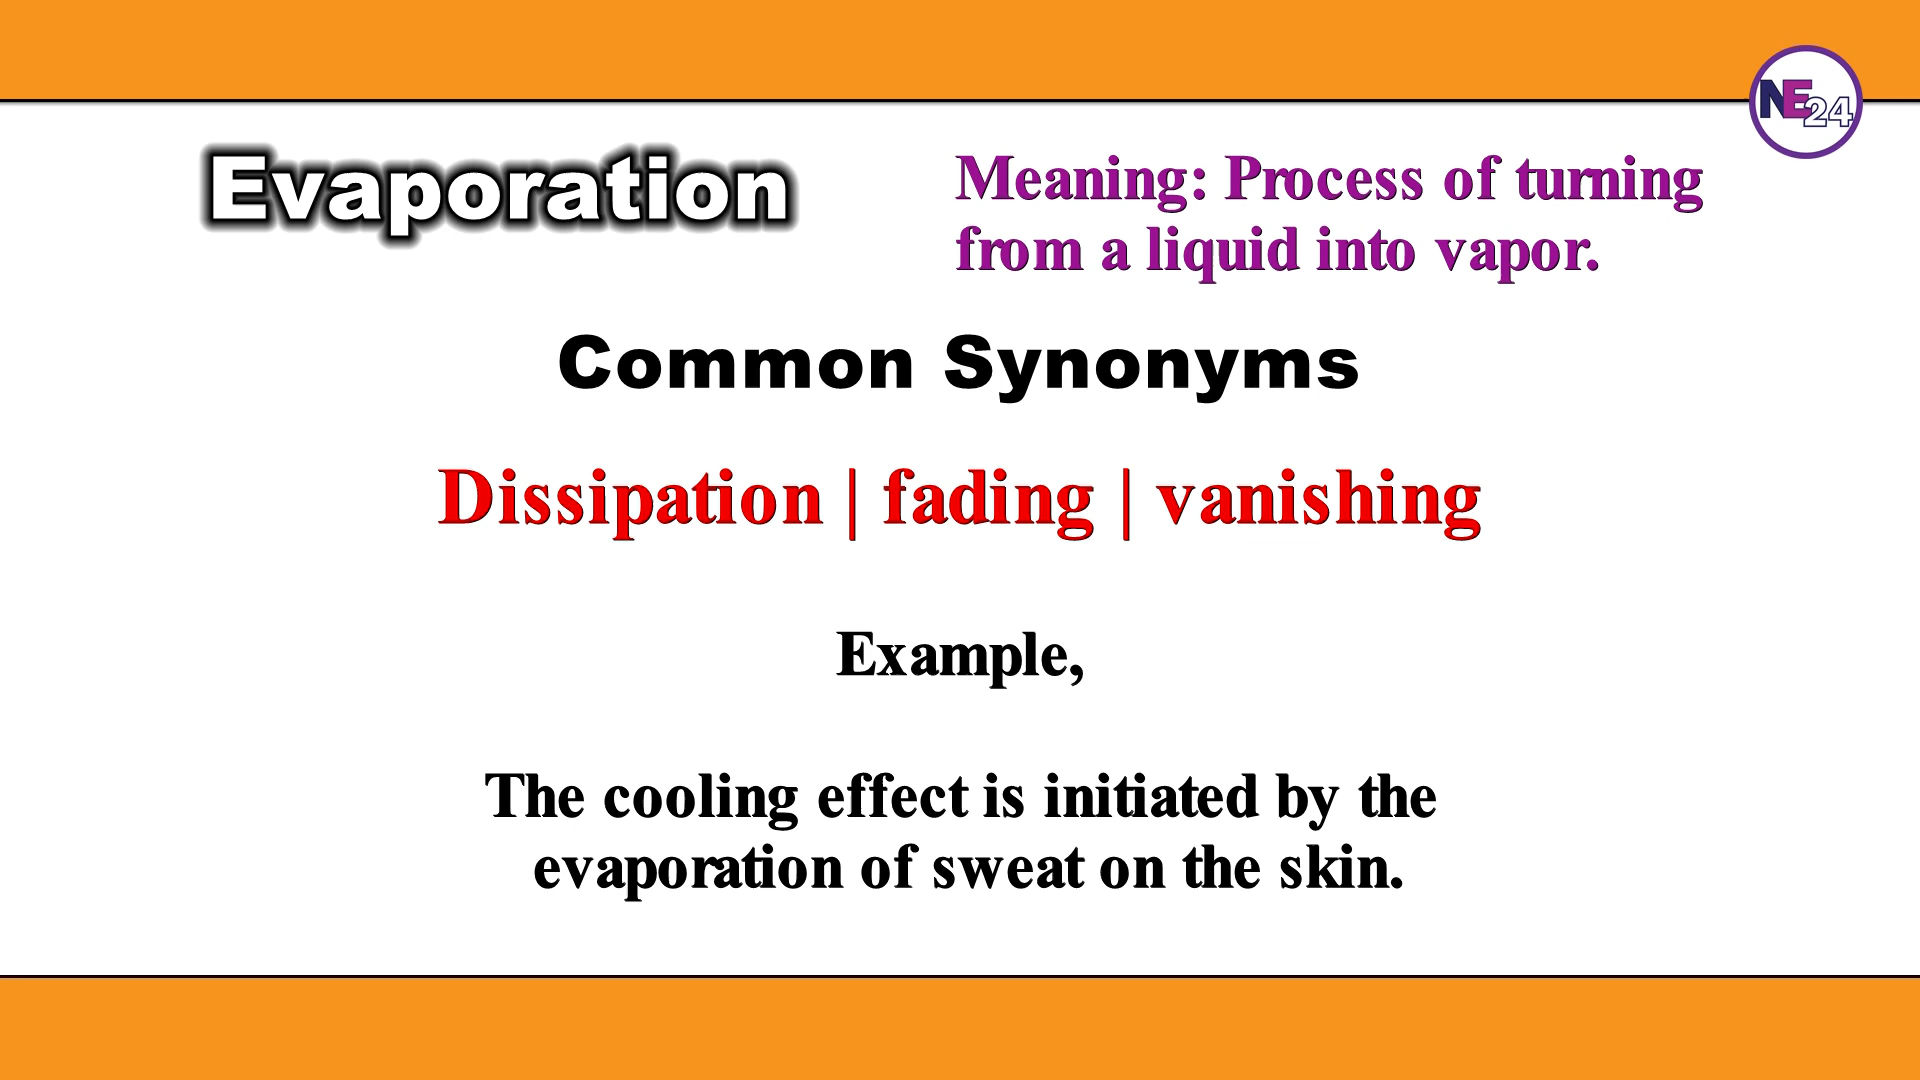 NE24
Evaporation
Meaning: Process of turning
from a liquid into vapor.
Common Synonyms
Dissipation | fading | vanishing
Example,
The cooling effect is initiated by the
evaporation of sweat on the skin.